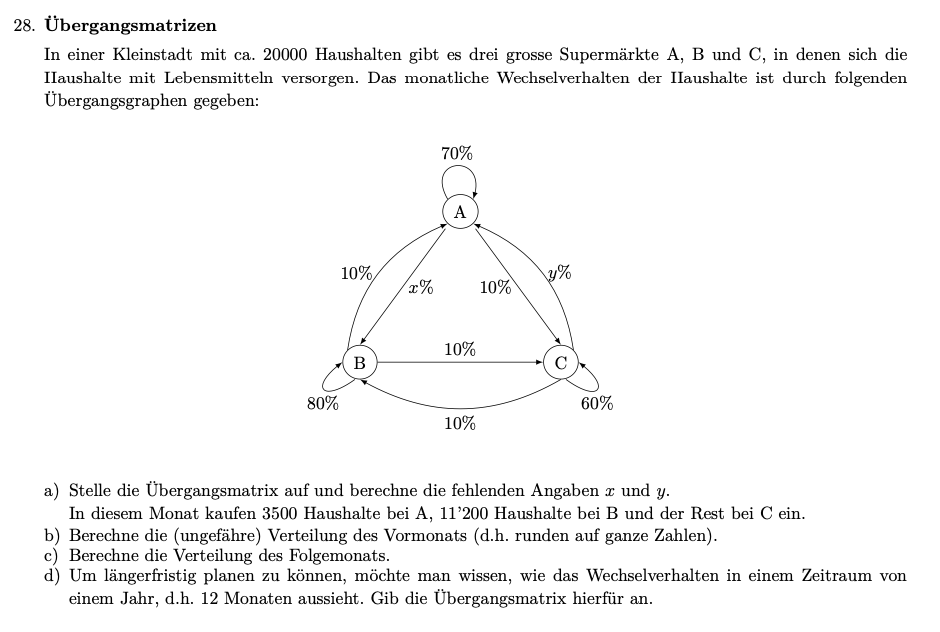 28. Übergangsmatrizen
In einer Kleinstadt mit ca. 20000 Haushalten gibt es drei grosse Supermärkte A, B und C, in denen sich die
Haushalte mit Lebensmitteln versorgen. Das monatliche Wechselverhalten der Haushalte ist durch folgenden
Übergangsgraphen gegeben:
70%
A
10%
x%
10%
y%
10%
B
C
80%
60%
10%
a) Stelle die Übergangsmatrix auf und berechne die fehlenden Angaben x und y.
In diesem Monat kaufen 3500 Haushalte bei A, 11'200 Haushalte bei B und der Rest bei C ein.
b) Berechne die (ungefähre) Verteilung des Vormonats (d.h. runden auf ganze Zahlen).
c) Berechne die Verteilung des Folgemonats.
d) Um längerfristig planen zu können, möchte man wissen, wie das Wechselverhalten in einem Zeitraum von
einem Jahr, d.h. 12 Monaten aussieht. Gib die Übergangsmatrix hierfür an.